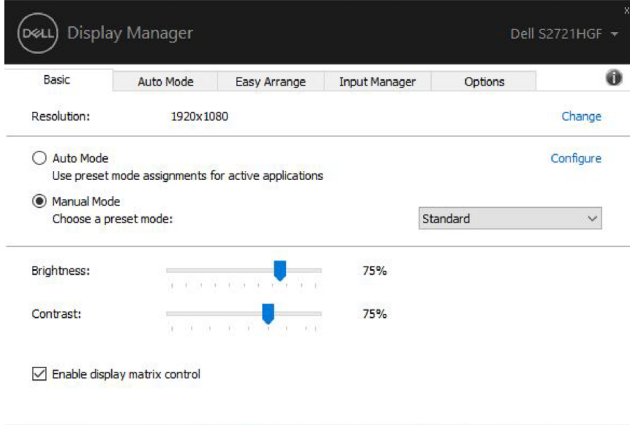 DELL Display Manager Dell S2721HGF
x
Basic Auto Mode Easy Arrange Input Manager Options i
Resolution: 1920x1080 Change
Auto Mode Configure
Use preset mode assignments for active applications
Manual Mode
Choose a preset mode: Standard
Brightness: 75%
Contrast: 75%
Enable display matrix control